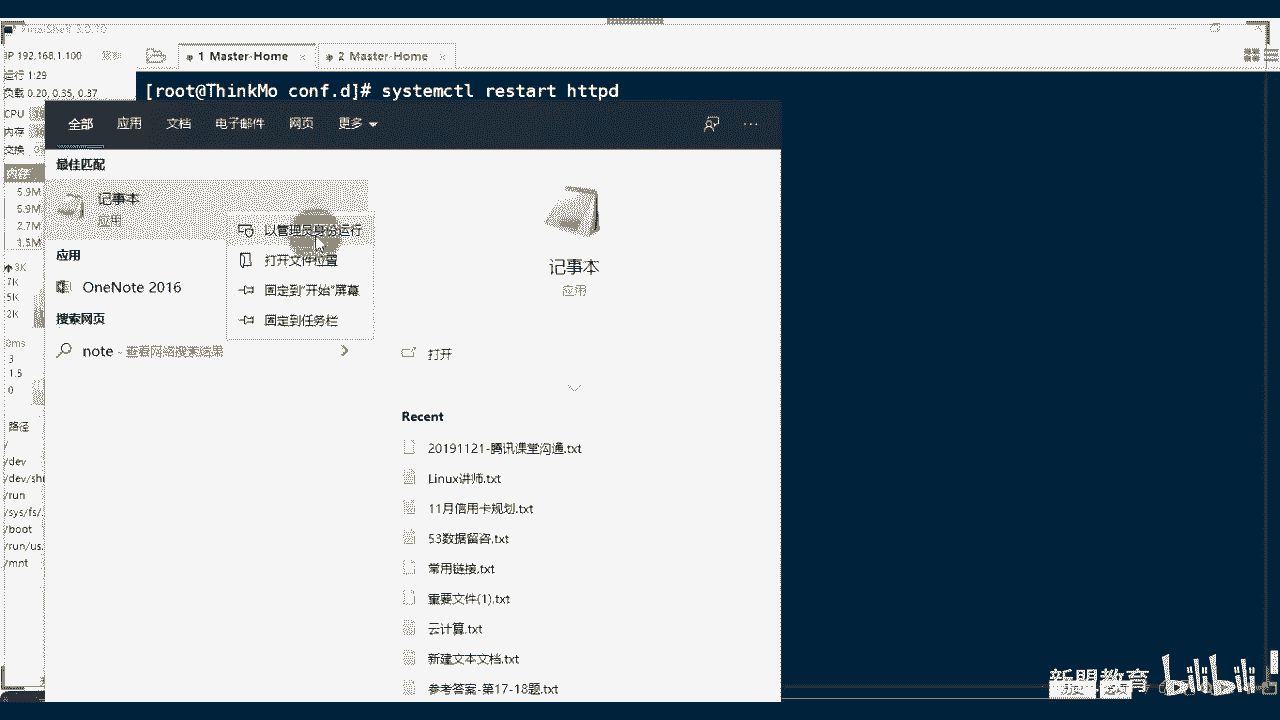 FinalShell 3.0.10
IP 192.168.1.100
运行 1:29
负载 0.20, 0.35, 0.37
CPU
内存
交换
内存
5.9M
5.9M
2.7M
1.5M
3K
7K
5K
2K
0ms
3
1.5
0
路径
/
/dev
/dev/sh
/run
/sys/fs/
/boot
/run/us
/mnt
1 Master-Home
2 Master-Home
[root@ThinkMo conf.d]# systemctl restart httpd
全部 应用 文档 电子邮件 网页 更多
最佳匹配
记事本
应用
以管理员身份运行
打开文件位置
固定到"开始"屏幕
固定到任务栏
应用
OneNote 2016
搜索网页
note - 查看网络搜索结果
记事本
应用
打开
Recent
20191121-腾讯课堂沟通.txt
Linux讲师.txt
11月信用卡规划.txt
53数据留咨.txt
常用链接.txt
重要文件(1).txt
云计算.txt
新建文本文档.txt
参考答案-第17-18题.txt
新盟教育
bilibili